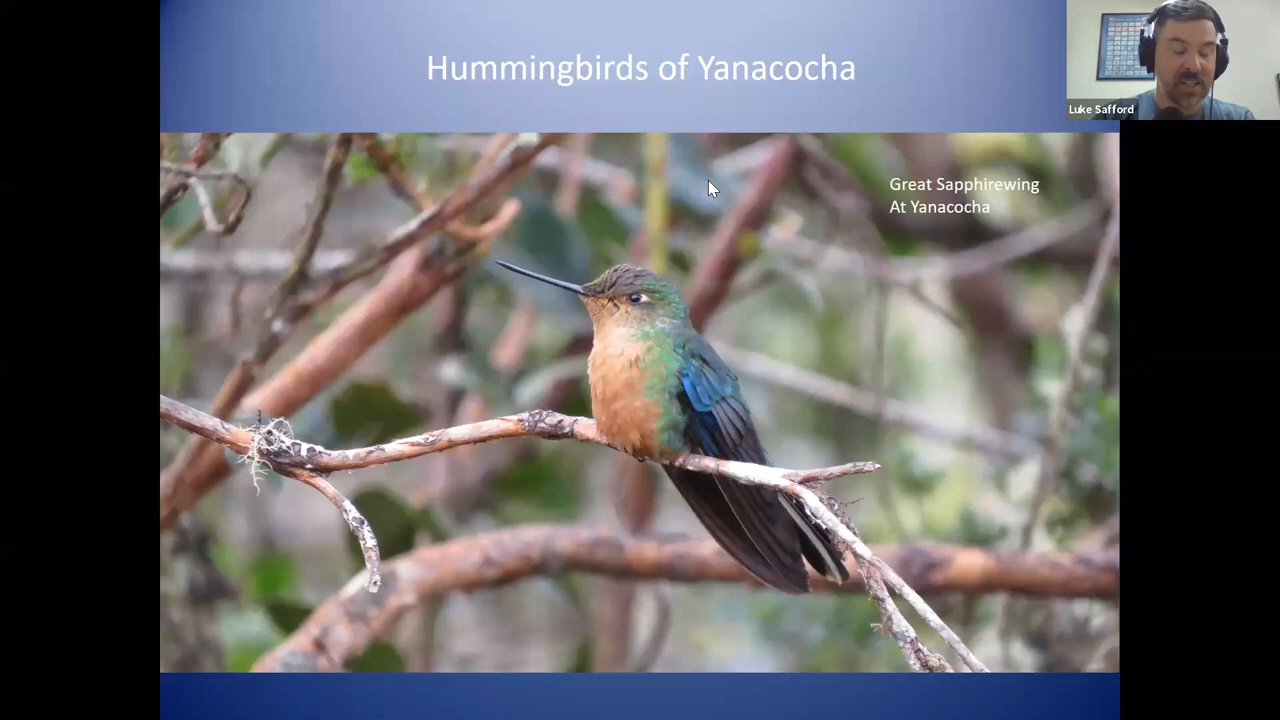 Hummingbirds of Yanacocha
Luke Safford
Great Sapphirewing
At Yanacocha